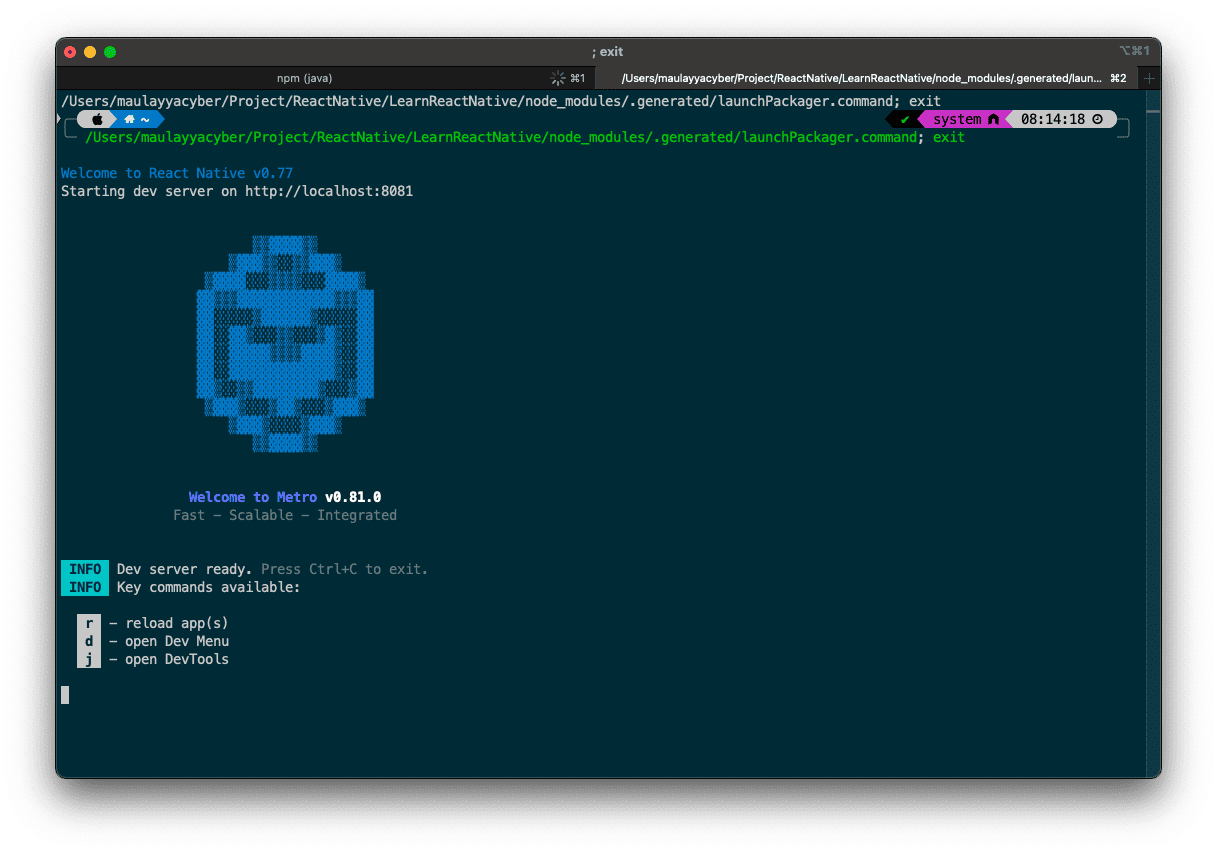 ; exit
⌥⌘1
npm (java)
⌘1
/Users/maulayyacyber/Project/ReactNative/LearnReactNative/node_modules/.generated/laun...
⌘2
/Users/maulayyacyber/Project/ReactNative/LearnReactNative/node_modules/.generated/launchPackager.command; exit
~ ✔ system 08:14:18
/Users/maulayyacyber/Project/ReactNative/LearnReactNative/node_modules/.generated/launchPackager.command; exit
Welcome to React Native v0.77
Starting dev server on http://localhost:8081
Welcome to Metro v0.81.0
Fast - Scalable - Integrated
INFO Dev server ready. Press Ctrl+C to exit.
INFO Key commands available:
r - reload app(s)
d - open Dev Menu
j - open DevTools